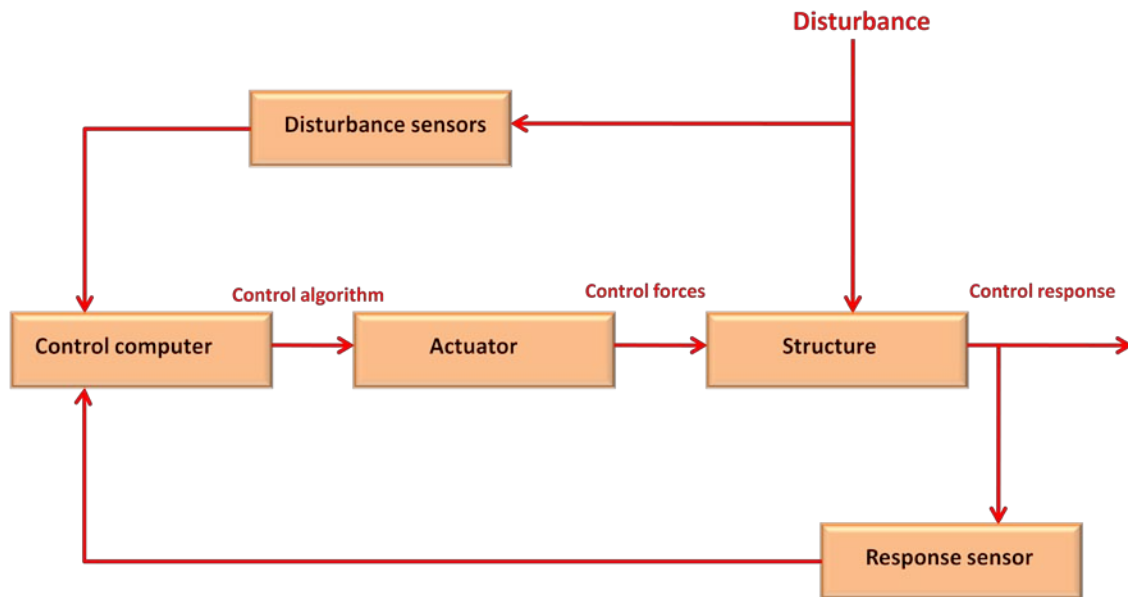 Disturbance
Disturbance sensors
Control algorithm
Control forces
Control response
Control computer
Actuator
Structure
Response sensor